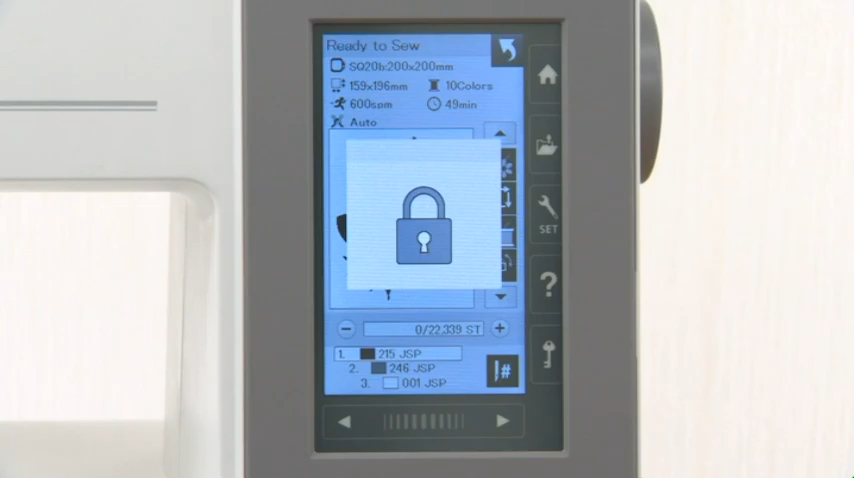 Ready to Sew
SQ20b:200x200mm
159x196mm 10Colors
600spm 49min
Auto
SET
?
0/22,339 ST
1. 215 JSP
2. 246 JSP
3. 001 JSP
#